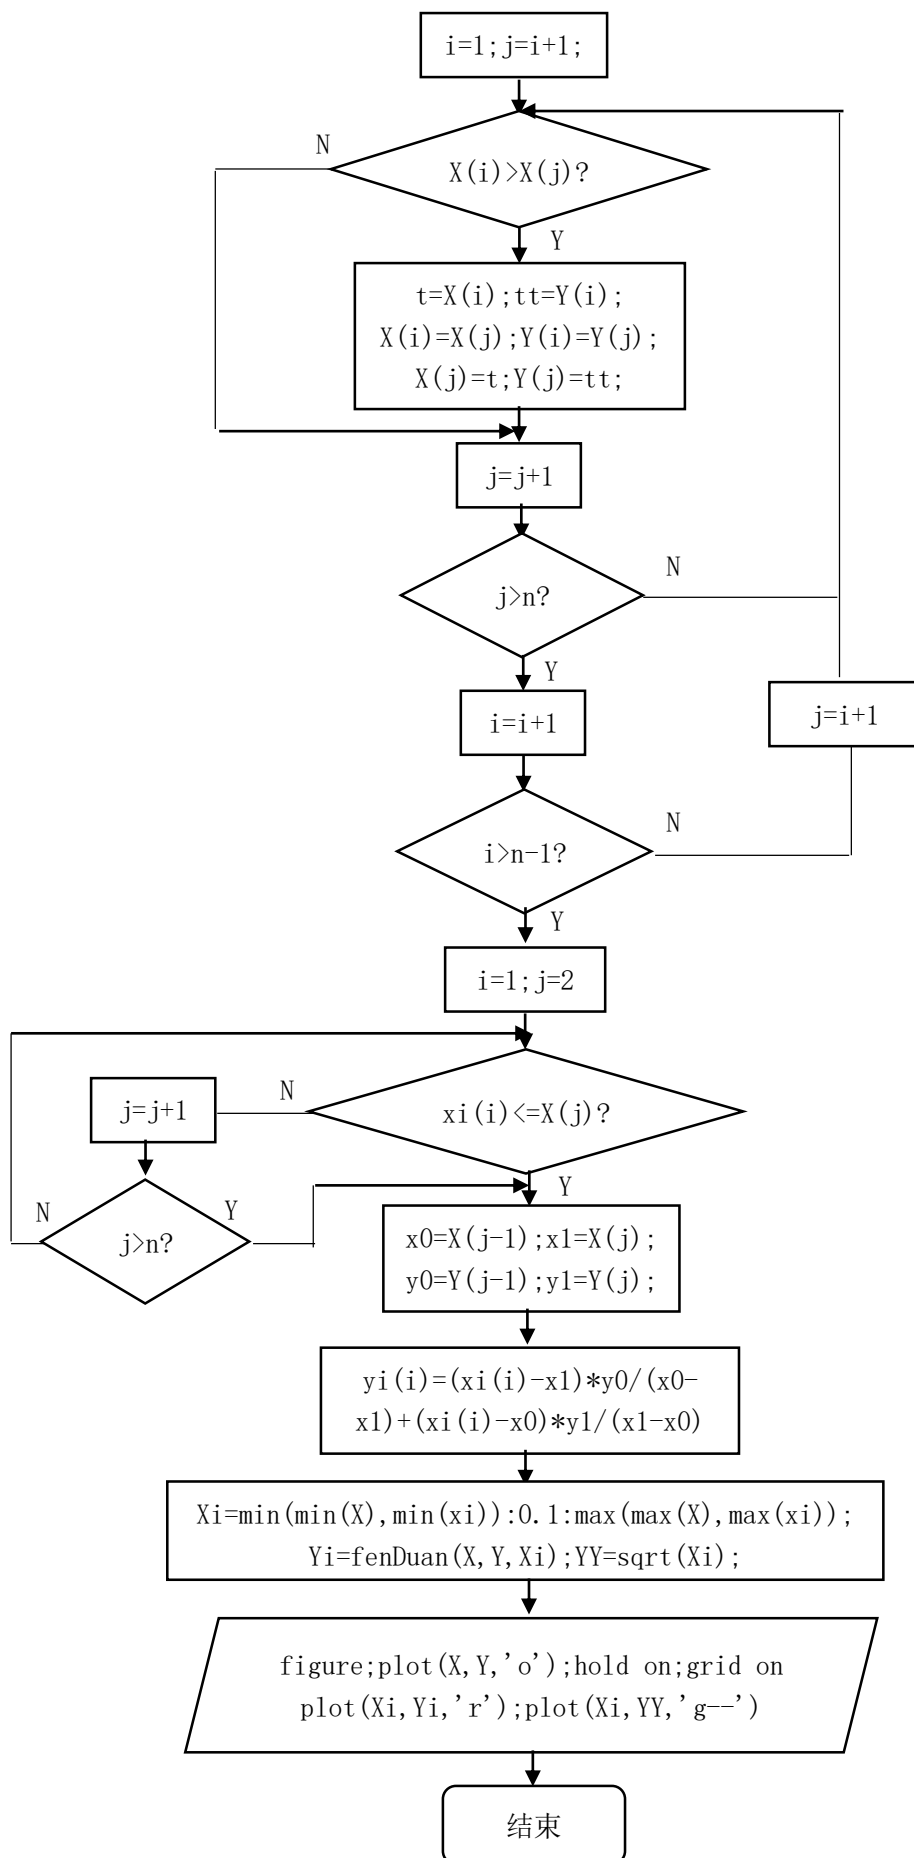 i=1;j=i+1;
N
X(i)>X(j)?
Y
t=X(i);tt=Y(i);
X(i)=X(j);Y(i)=Y(j);
X(j)=t;Y(j)=tt;
j=j+1
j>n?
N
Y
i=i+1
j=i+1
i>n-1?
N
Y
i=1;j=2
xi(i)<=X(j)?
N
j=j+1
Y
N
j>n?
Y
x0=X(j-1);x1=X(j);
y0=Y(j-1);y1=Y(j);
yi(i)=(xi(i)-x1)*y0/(x0-
x1)+(xi(i)-x0)*y1/(x1-x0)
Xi=min(min(X),min(xi)):0.1:max(max(X),max(xi));
Yi=fenDuan(X,Y,Xi);YY=sqrt(Xi);
figure;plot(X,Y,’o’);hold on;grid on
plot(Xi,Yi,’r’);plot(Xi,YY,’g--’)
结束